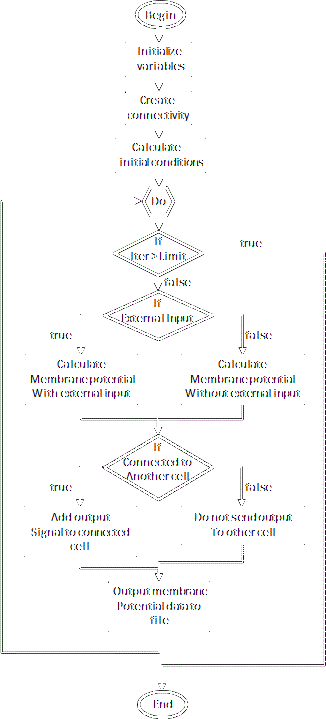 Begin
Initialize
variables
Create
connectivity
Calculate
initial conditions
Do
If
Iter > Limit
true
false
If
External Input
true
false
Calculate
Membrane potential
With external input
Calculate
Membrane potential
Without external input
If
Connected to
Another cell
true
false
Add output
Signal to connected
cell
Do not send output
To other cell
Output membrane
Potential data to
file
End